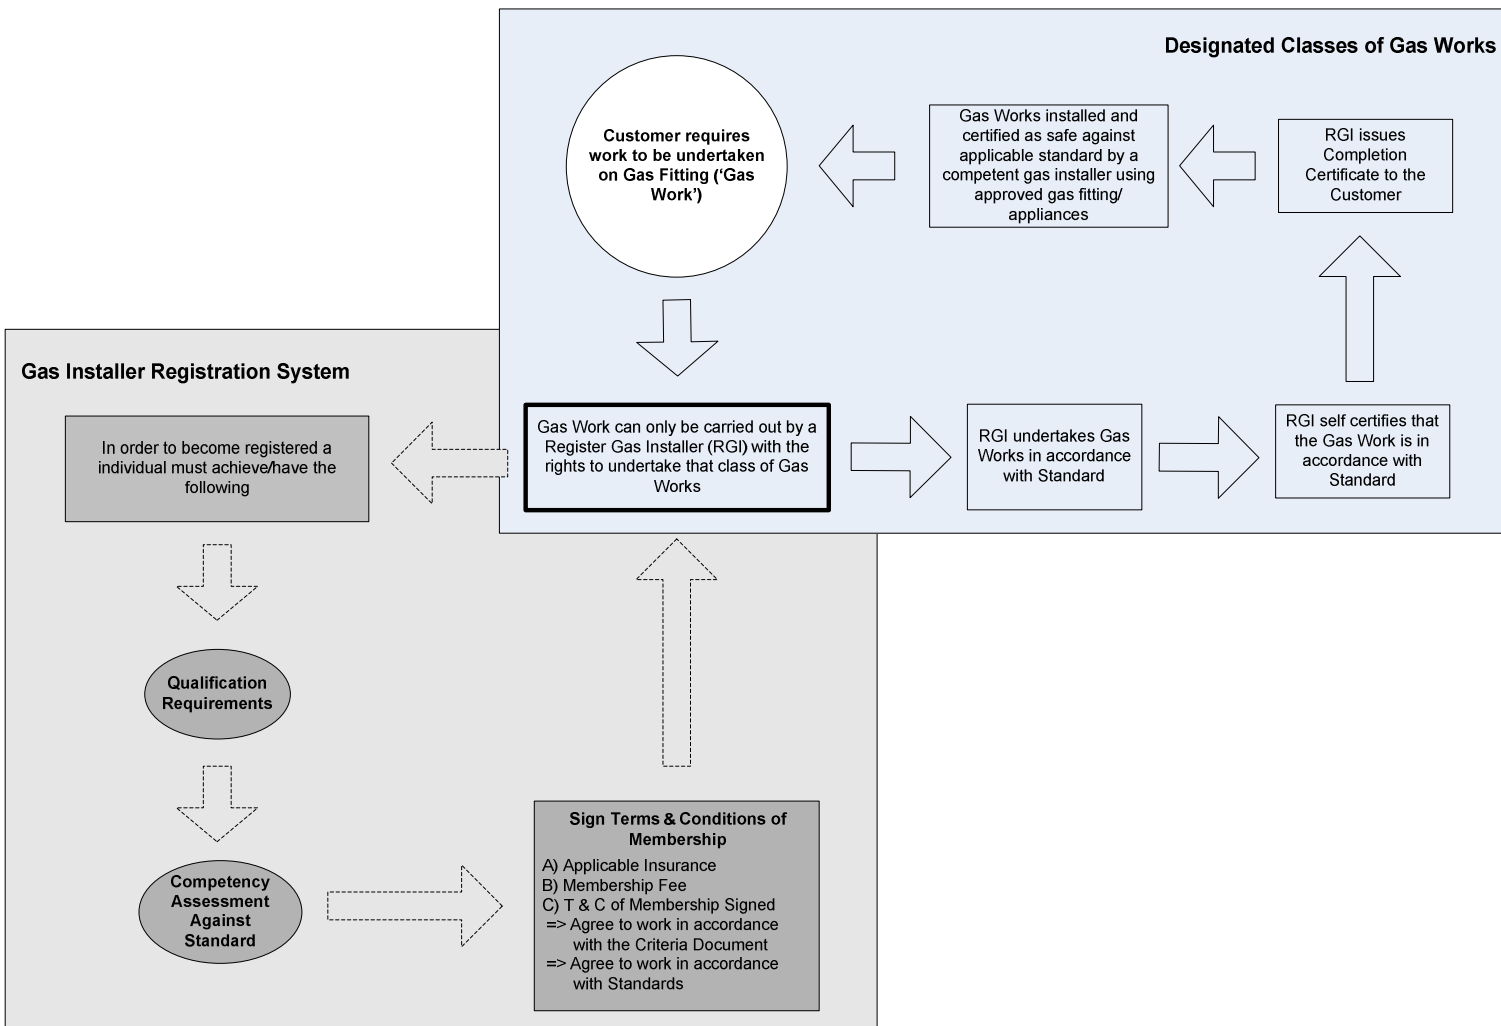 Designated Classes of Gas Works
Customer requires
work to be undertaken
on Gas Fitting (‘Gas
Work’)
Gas Works installed and
certified as safe against
applicable standard by a
competent gas installer using
approved gas fitting/
appliances
RGI issues
Completion
Certificate to the
Customer
Gas Installer Registration System
In order to become registered a
individual must achieve/have the
following
Gas Work can only be carried out by a
Register Gas Installer (RGI) with the
rights to undertake that class of Gas
Works
RGI undertakes Gas
Works in accordance
with Standard
RGI self certifies that
the Gas Work is in
accordance with
Standard
Qualification
Requirements
Competency
Assessment
Against
Standard
Sign Terms & Conditions of
Membership
A) Applicable Insurance
B) Membership Fee
C) T & C of Membership Signed
=> Agree to work in accordance
with the Criteria Document
=> Agree to work in accordance
with Standards